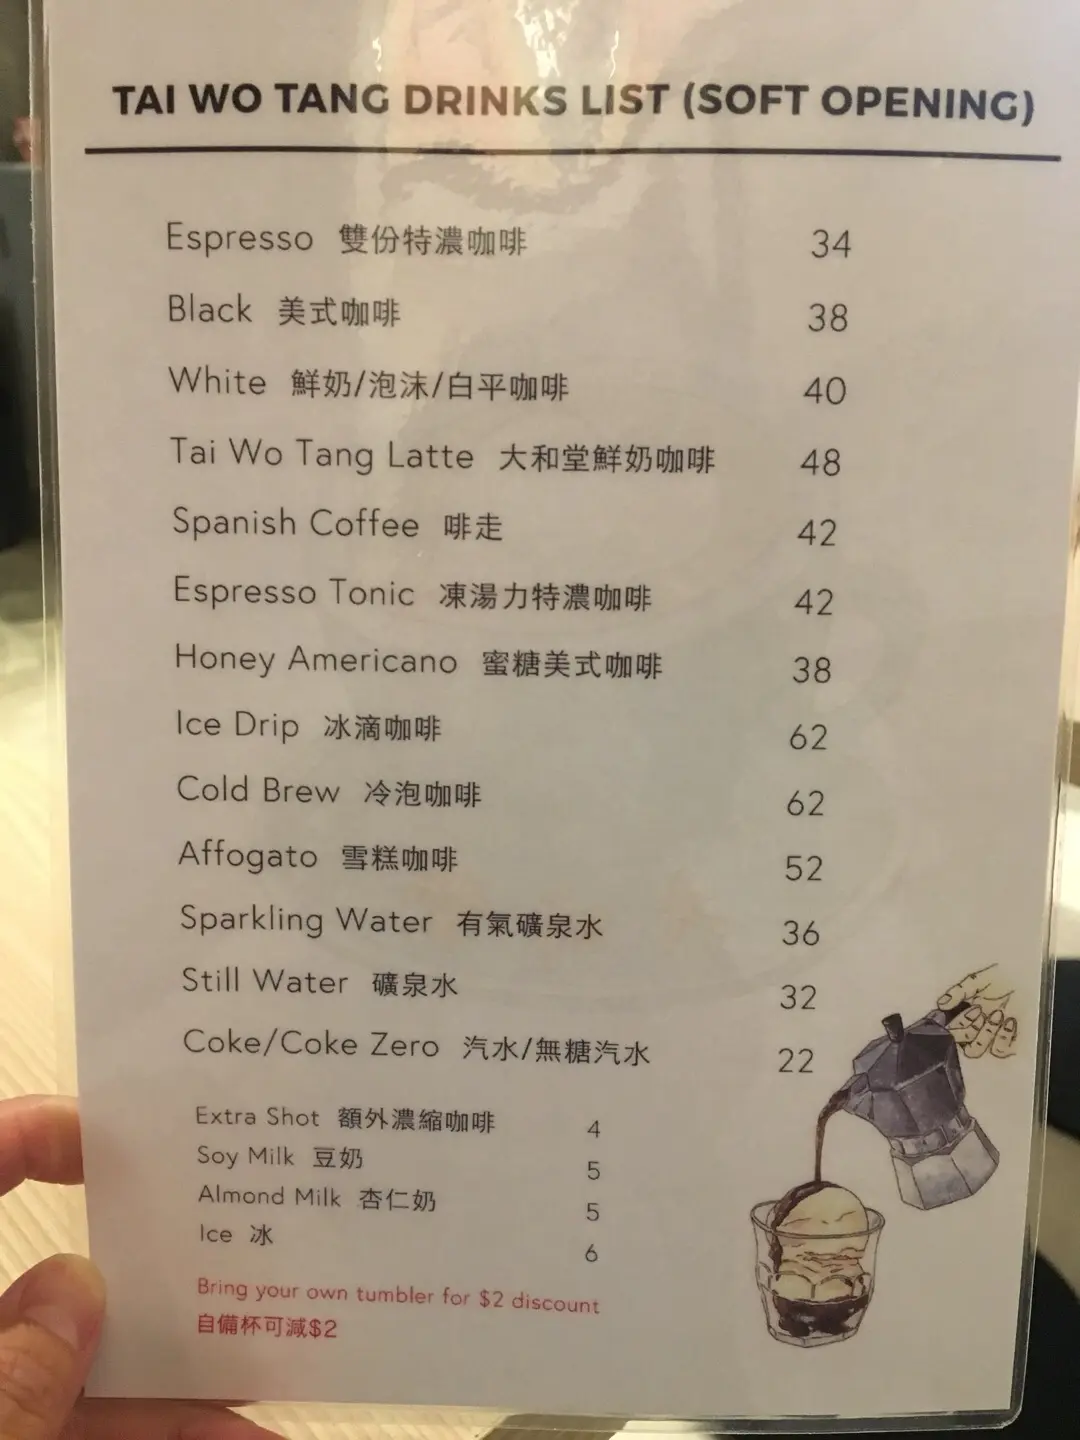 TAI WO TANG DRINKS LIST (SOFT OPENING)
Espresso 雙份特濃咖啡 34
Black 美式咖啡 38
White 鮮奶/泡沫/白平咖啡 40
Tai Wo Tang Latte 大和堂鮮奶咖啡 48
Spanish Coffee 啡走 42
Espresso Tonic 凍湯力特濃咖啡 42
Honey Americano 蜜糖美式咖啡 38
Ice Drip 冰滴咖啡 62
Cold Brew 冷泡咖啡 62
Affogato 雪糕咖啡 52
Sparkling Water 有氣礦泉水 36
Still Water 礦泉水 32
Coke/Coke Zero 汽水/無糖汽水 22
Extra Shot 額外濃縮咖啡 4
Soy Milk 豆奶 5
Almond Milk 杏仁奶 5
Ice 冰 6
Bring your own tumbler for $2 discount
自備杯可減$2